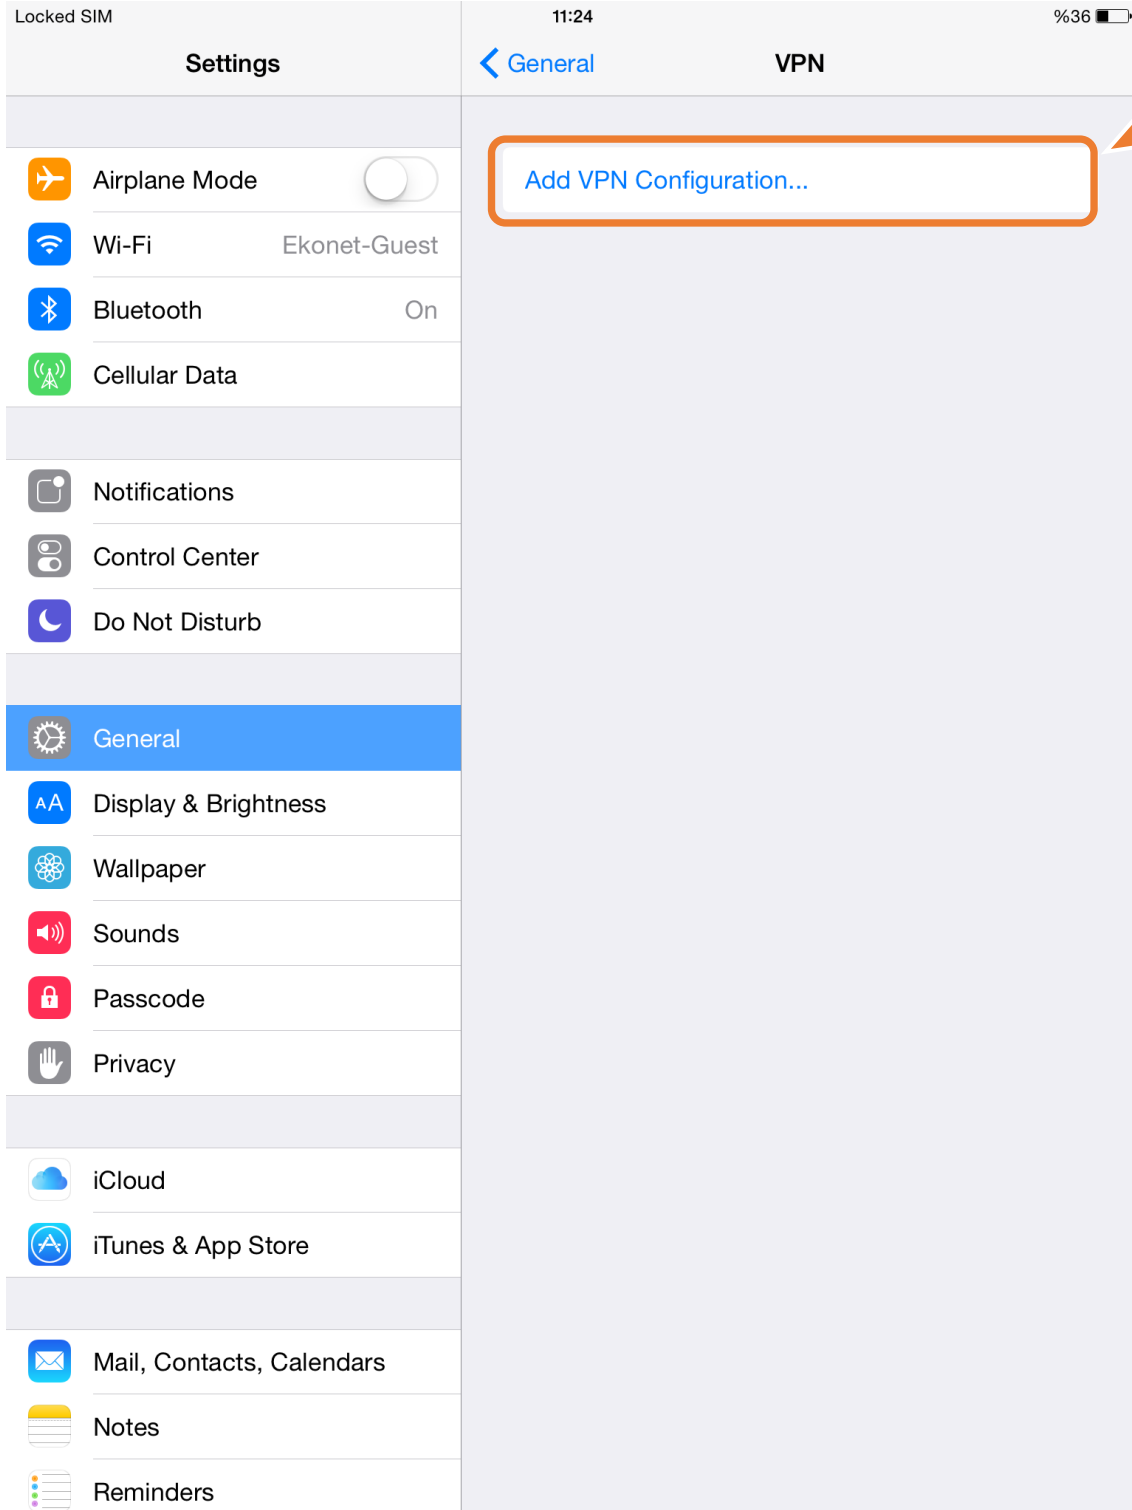 Locked SIM 11:24 %36
Settings
General VPN
Add VPN Configuration...
Airplane Mode
Wi-Fi Ekonet-Guest
Bluetooth On
Cellular Data
Notifications
Control Center
Do Not Disturb
General
AA Display & Brightness
Wallpaper
Sounds
Passcode
Privacy
iCloud
iTunes & App Store
Mail, Contacts, Calendars
Notes
Reminders